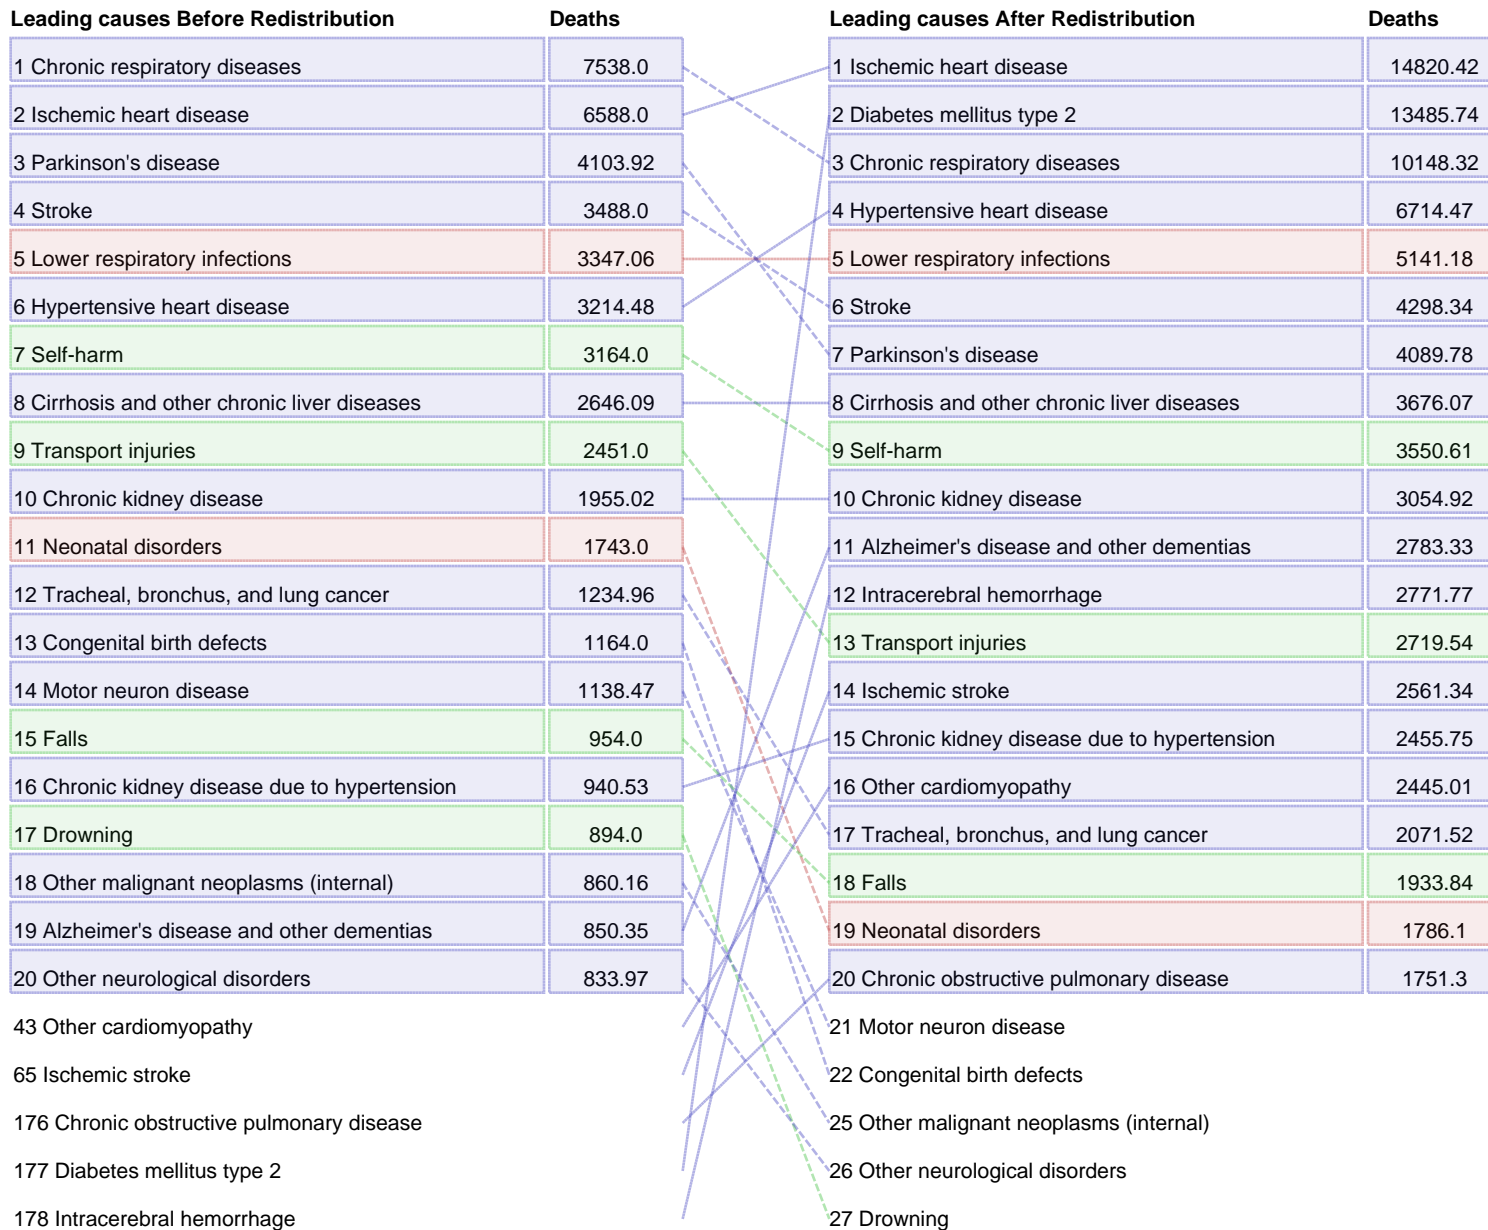 Leading causes Before Redistribution Deaths Leading causes After Redistribution Deaths
1 Chronic respiratory diseases 7538.0 1 Ischemic heart disease 14820.42
2 Ischemic heart disease 6588.0 2 Diabetes mellitus type 2 13485.74
3 Parkinson's disease 4103.92 3 Chronic respiratory diseases 10148.32
4 Stroke 3488.0 4 Hypertensive heart disease 6714.47
5 Lower respiratory infections 3347.06 5 Lower respiratory infections 5141.18
6 Hypertensive heart disease 3214.48 6 Stroke 4298.34
7 Self-harm 3164.0 7 Parkinson's disease 4089.78
8 Cirrhosis and other chronic liver diseases 2646.09 8 Cirrhosis and other chronic liver diseases 3676.07
9 Transport injuries 2451.0 9 Self-harm 3550.61
10 Chronic kidney disease 1955.02 10 Chronic kidney disease 3054.92
11 Neonatal disorders 1743.0 11 Alzheimer's disease and other dementias 2783.33
12 Tracheal, bronchus, and lung cancer 1234.96 12 Intracerebral hemorrhage 2771.77
13 Congenital birth defects 1164.0 13 Transport injuries 2719.54
14 Motor neuron disease 1138.47 14 Ischemic stroke 2561.34
15 Falls 954.0 15 Chronic kidney disease due to hypertension 2455.75
16 Chronic kidney disease due to hypertension 940.53 16 Other cardiomyopathy 2445.01
17 Drowning 894.0 17 Tracheal, bronchus, and lung cancer 2071.52
18 Other malignant neoplasms (internal) 860.16 18 Falls 1933.84
19 Alzheimer's disease and other dementias 850.35 19 Neonatal disorders 1786.1
20 Other neurological disorders 833.97 20 Chronic obstructive pulmonary disease 1751.3
43 Other cardiomyopathy 21 Motor neuron disease
65 Ischemic stroke 22 Congenital birth defects
176 Chronic obstructive pulmonary disease 25 Other malignant neoplasms (internal)
177 Diabetes mellitus type 2 26 Other neurological disorders
178 Intracerebral hemorrhage 27 Drowning